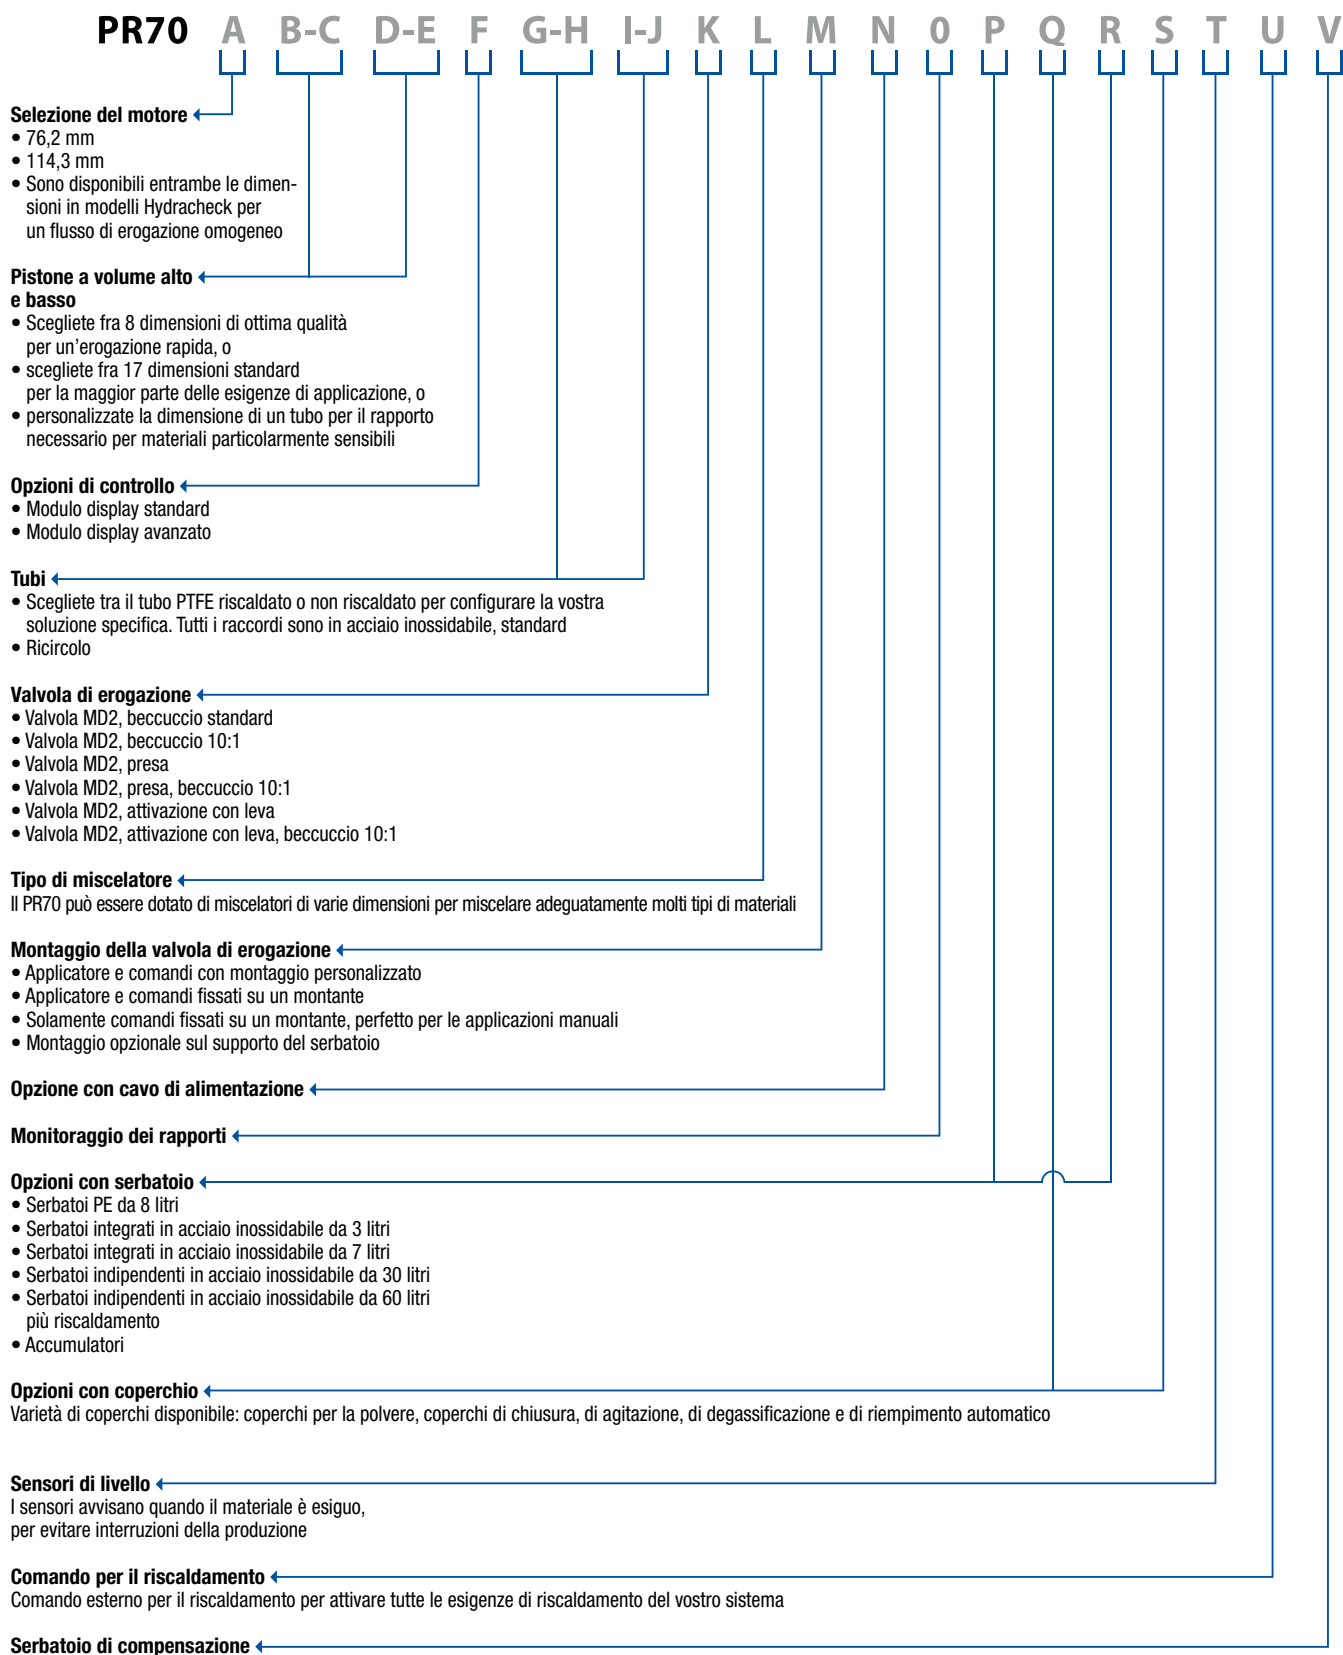 PR70 A B-C D-E F G-H I-J K L M N 0 P Q R S T U V
Selezione del motore
• 76,2 mm
• 114,3 mm
• Sono disponibili entrambe le dimen-
sioni in modelli Hydracheck per
un flusso di erogazione omogeneo
Pistone a volume alto
e basso
• Scegliete fra 8 dimensioni di ottima qualità
per un'erogazione rapida, o
• scegliete fra 17 dimensioni standard
per la maggior parte delle esigenze di applicazione, o
• personalizzate la dimensione di un tubo per il rapporto
necessario per materiali particolarmente sensibili
Opzioni di controllo
• Modulo display standard
• Modulo display avanzato
Tubi
• Scegliete tra il tubo PTFE riscaldato o non riscaldato per configurare la vostra
soluzione specifica. Tutti i raccordi sono in acciaio inossidabile, standard
• Ricircolo
Valvola di erogazione
• Valvola MD2, beccuccio standard
• Valvola MD2, beccuccio 10:1
• Valvola MD2, presa
• Valvola MD2, presa, beccuccio 10:1
• Valvola MD2, attivazione con leva
• Valvola MD2, attivazione con leva, beccuccio 10:1
Tipo di miscelatore
Il PR70 può essere dotato di miscelatori di varie dimensioni per miscelare adeguatamente molti tipi di materiali
Montaggio della valvola di erogazione
• Applicatore e comandi con montaggio personalizzato
• Applicatore e comandi fissati su un montante
• Solamente comandi fissati su un montante, perfetto per le applicazioni manuali
• Montaggio opzionale sul supporto del serbatoio
Opzione con cavo di alimentazione
Monitoraggio dei rapporti
Opzioni con serbatoio
• Serbatoi PE da 8 litri
• Serbatoi integrati in acciaio inossidabile da 3 litri
• Serbatoi integrati in acciaio inossidabile da 7 litri
• Serbatoi indipendenti in acciaio inossidabile da 30 litri
• Serbatoi indipendenti in acciaio inossidabile da 60 litri
più riscaldamento
• Accumulatori
Opzioni con coperchio
Varietà di coperchi disponibile: coperchi per la polvere, coperchi di chiusura, di agitazione, di degassificazione e di riempimento automatico
Sensori di livello
I sensori avvisano quando il materiale è esiguo,
per evitare interruzioni della produzione
Comando per il riscaldamento
Comando esterno per il riscaldamento per attivare tutte le esigenze di riscaldamento del vostro sistema
Serbatoio di compensazione